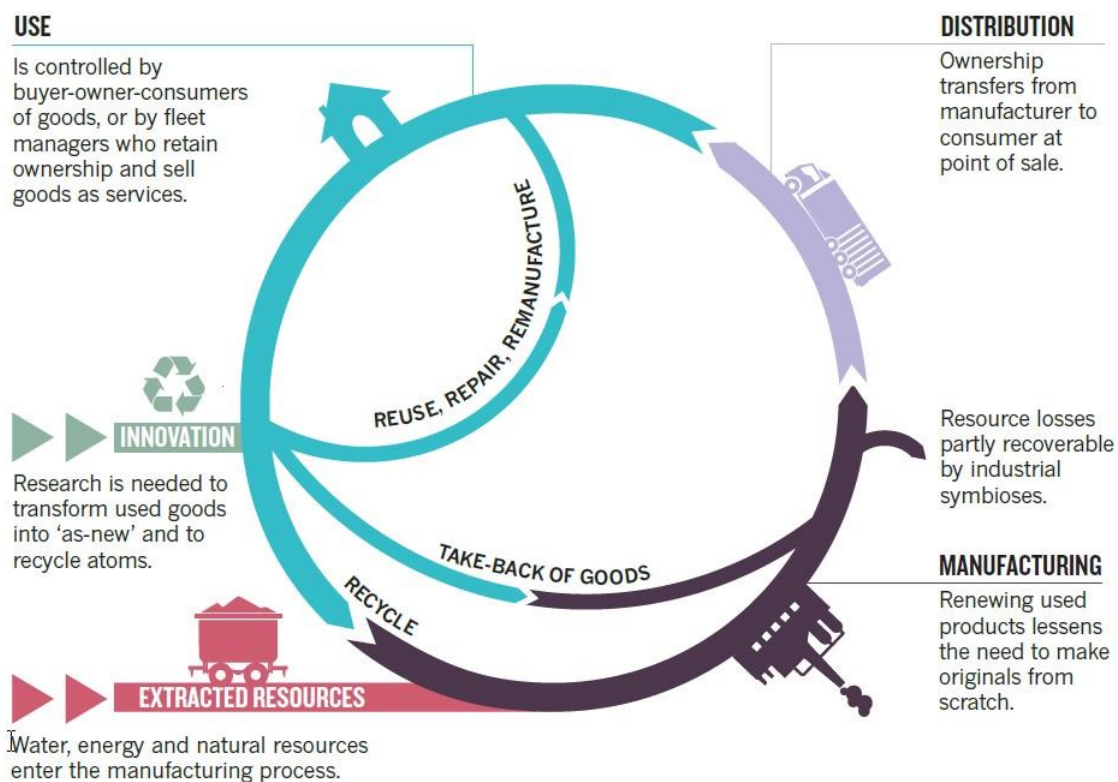 USE
Is controlled by
buyer-owner-consumers
of goods, or by fleet
managers who retain
ownership and sell
goods as services.
DISTRIBUTION
Ownership
transfers from
manufacturer to
consumer at
point of sale.
REUSE, REPAIR, REMANUFACTURE
INNOVATION
Research is needed to
transform used goods
into ‘as-new’ and to
recycle atoms.
Resource losses
partly recoverable
by industrial
symbioses.
TAKE-BACK OF GOODS
RECYCLE
MANUFACTURING
Renewing used
products lessens
the need to make
originals from
scratch.
EXTRACTED RESOURCES
Water, energy and natural resources
enter the manufacturing process.